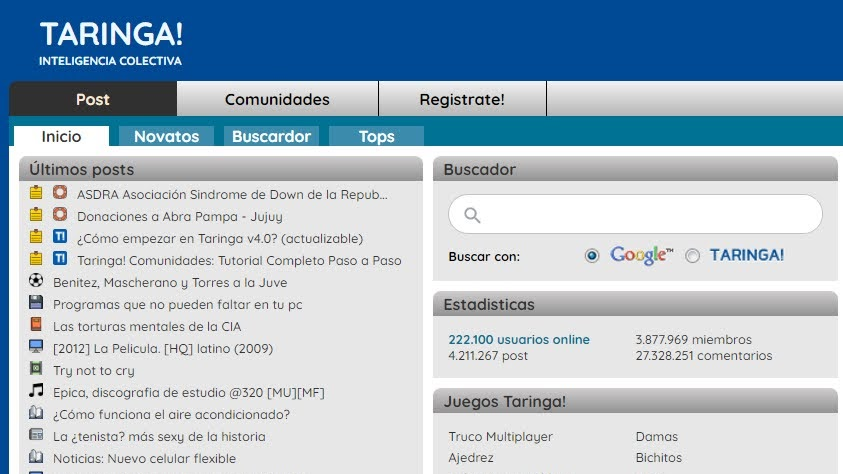 TARINGA!
INTELIGENCIA COLECTIVA
Post Comunidades Registrate!
Inicio Novatos Buscardor Tops
Últimos posts
ASDRA Asociación Sindrome de Down de la Repub...
Donaciones a Abra Pampa - Jujuy
TI ¿Cómo empezar en Taringa v4.0? (actualizable)
TI Taringa! Comunidades: Tutorial Completo Paso a Paso
Benitez, Mascherano y Torres a la Juve
Programas que no pueden faltar en tu pc
Las torturas mentales de la CIA
[2012] La Pelicula. [HQ] latino (2009)
Try not to cry
Epica, discografia de estudio @320 [MU][MF]
¿Cómo funciona el aire acondicionado?
La ¿tenista? más sexy de la historia
Noticias: Nuevo celular flexible
Buscador
Buscar con: Google™ TARINGA!
Estadisticas
222.100 usuarios online 3.877.969 miembros
4.211.267 post 27.328.251 comentarios
Juegos Taringa!
Truco Multiplayer Damas
Ajedrez Bichitos